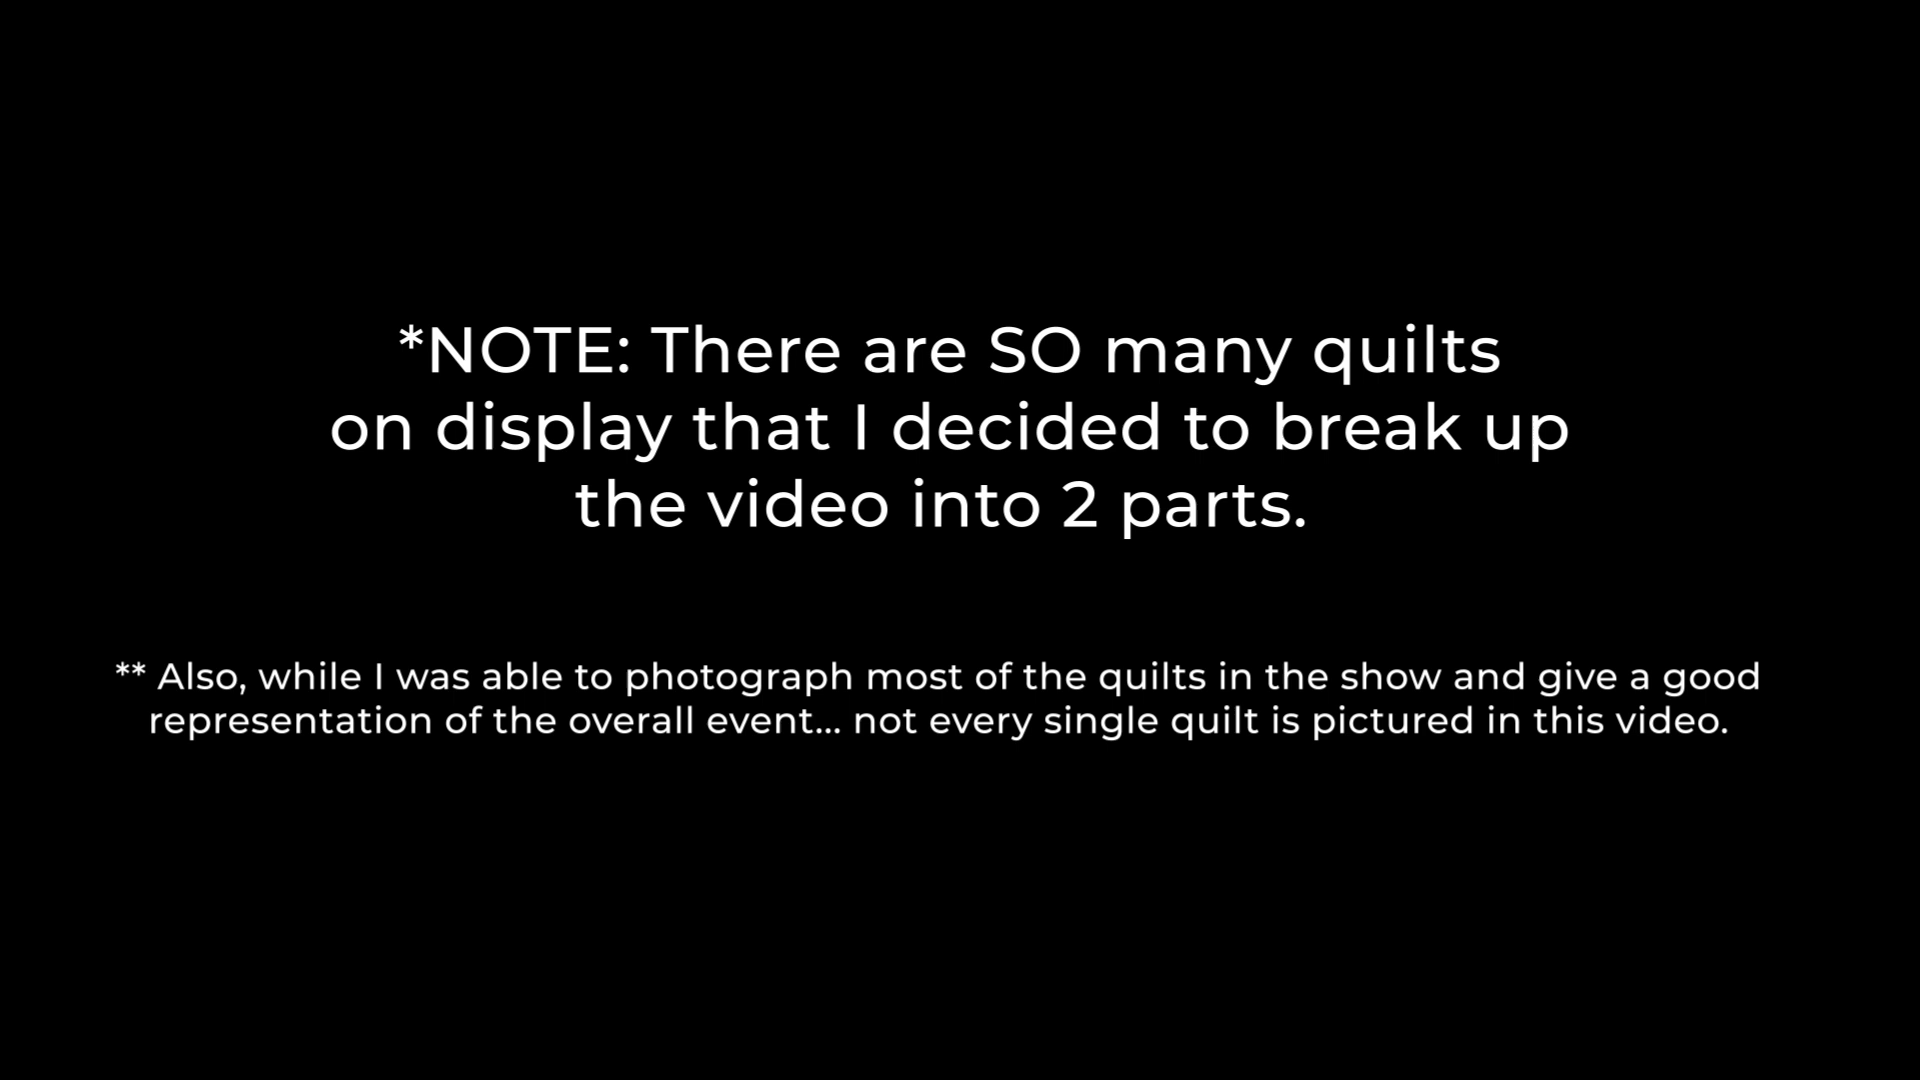 *NOTE: There are SO many quilts
on display that I decided to break up
the video into 2 parts.
** Also, while I was able to photograph most of the quilts in the show and give a good
representation of the overall event... not every single quilt is pictured in this video.